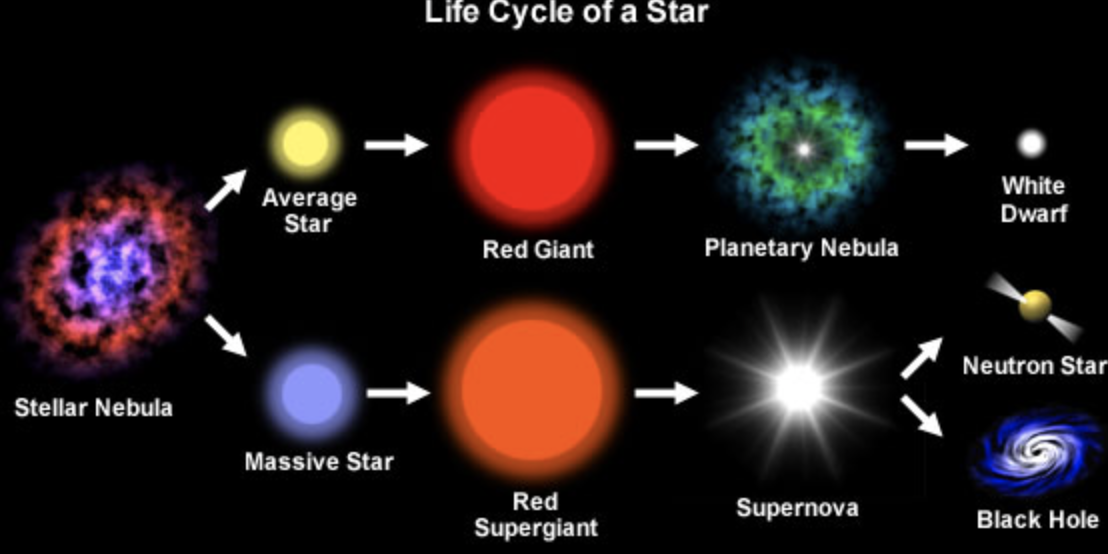 Life Cycle of a Star
Average
Star
Red Giant
Planetary Nebula
White
Dwarf
Stellar Nebula
Massive Star
Red
Supergiant
Supernova
Neutron Star
Black Hole